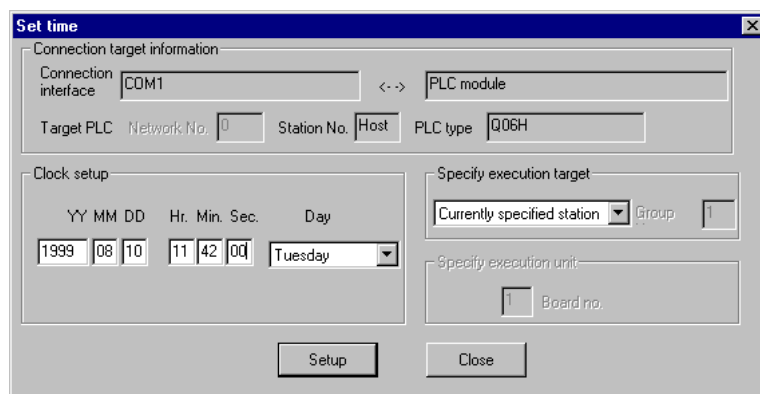 Set time
Connection target information
Connection interface COM1 <--> PLC module
Target PLC Network No. 0 Station No. Host PLC type Q06H
Clock setup
YY MM DD Hr. Min. Sec. Day
1999 08 10 11 42 00 Tuesday
Specify execution target
Currently specified station Group 1
Specify execution unit
1 Board no.
Setup Close